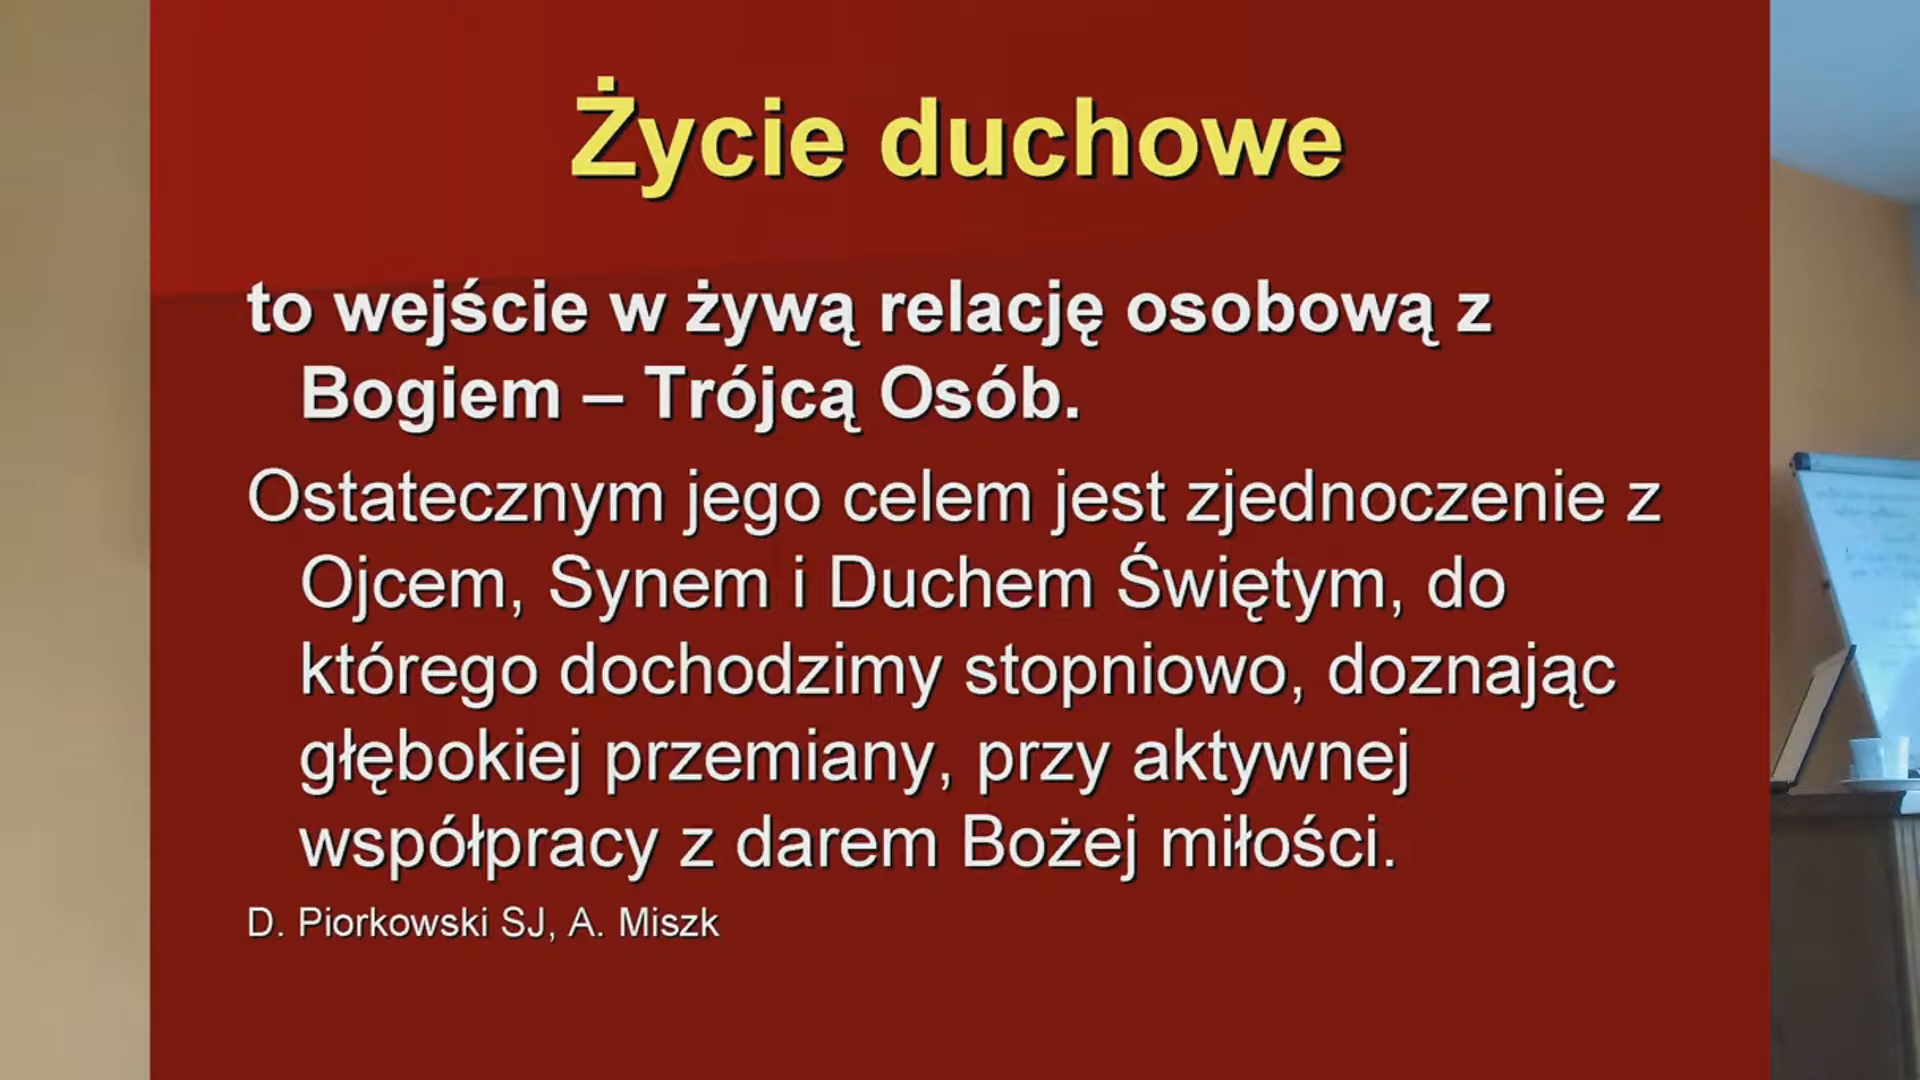 Życie duchowe
to wejście w żywą relację osobową z
Bogiem – Trójcą Osób.
Ostatecznym jego celem jest zjednoczenie z
Ojcem, Synem i Duchem Świętym, do
którego dochodzimy stopniowo, doznając
głębokiej przemiany, przy aktywnej
współpracy z darem Bożej miłości.
D. Piorkowski SJ, A. Miszk